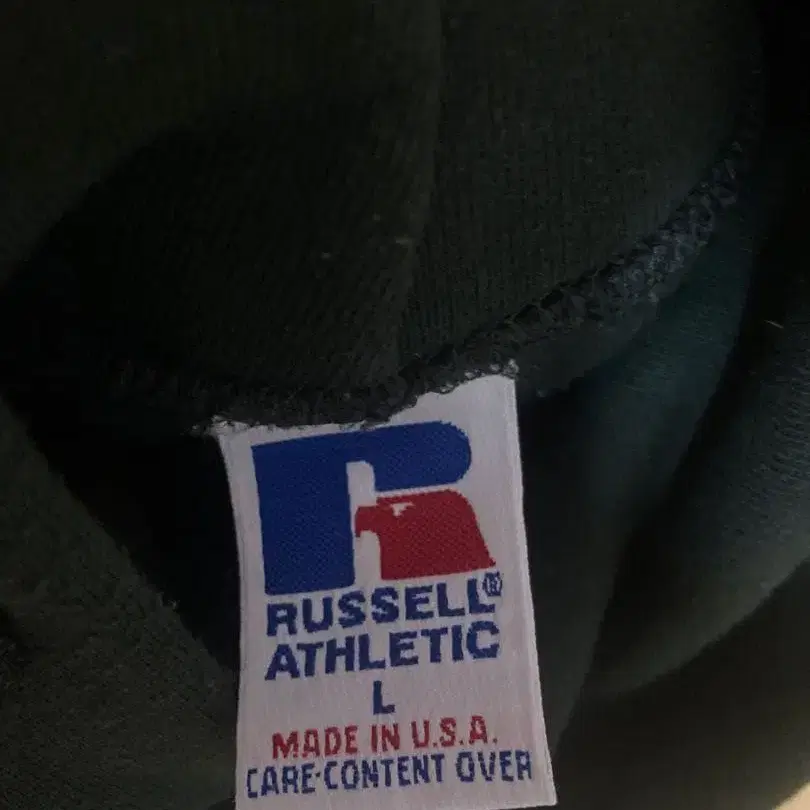 RUSSELL®
ATHLETIC
L
MADE IN U.S.A.
CARE-CONTENT OVER